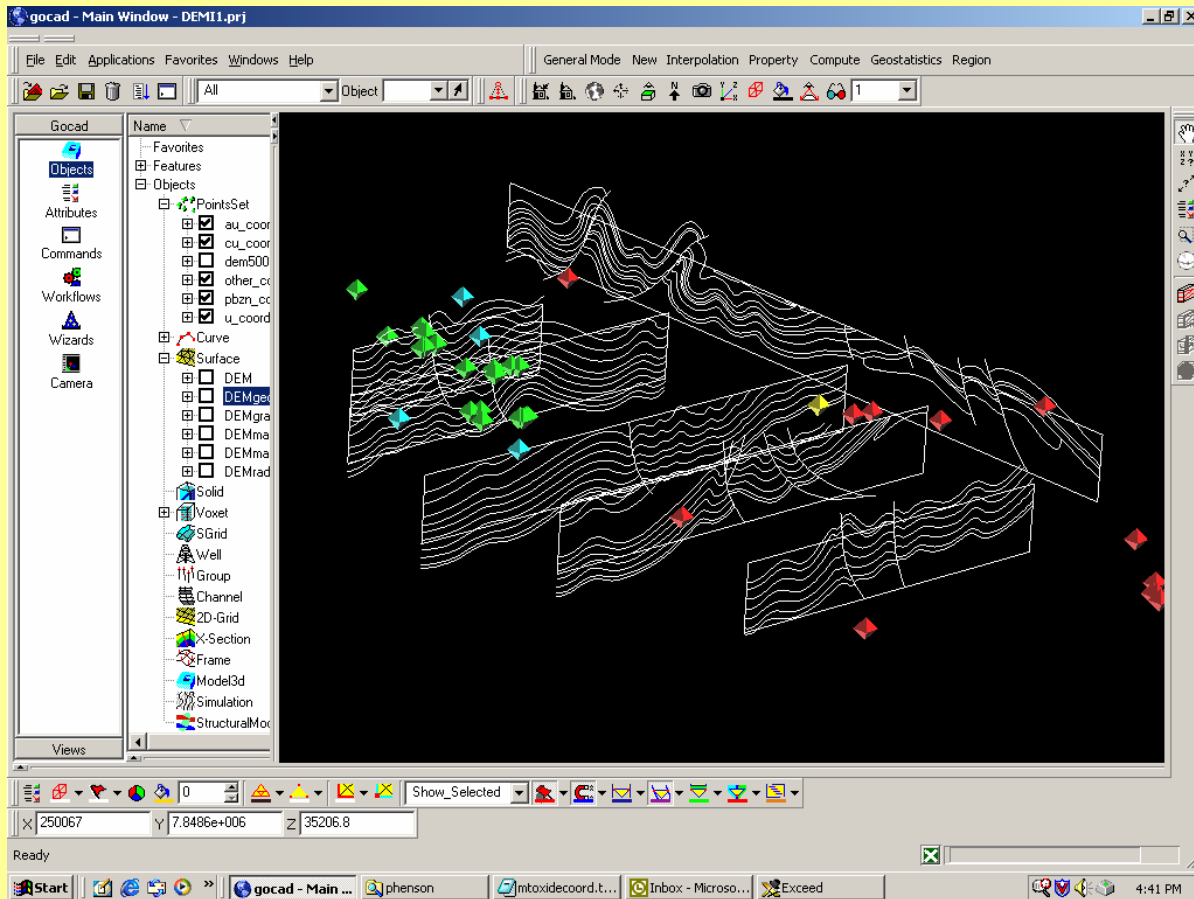 gocad - Main Window - DEMI1.prj
File Edit Applications Favorites Windows Help
General Mode New Interpolation Property Compute Geostatistics Region
All
Object
1
Gocad
Objects
Attributes
Commands
Workflows
Wizards
Camera
Views
Name
Favorites
Features
Objects
PointsSet
au_coor
cu_coor
dem500
other_co
pbzn_co
u_coord
Curve
Surface
DEM
DEMgeo
DEMgra
DEMma
DEMma
DEMrad
Solid
Voxet
SGrid
Well
Group
Channel
2D-Grid
X-Section
Frame
Model3d
Simulation
StructuralMod
0
Show_Selected
X 250067 Y 7.8486e+006 Z 35206.8
Ready
Start
»
gocad - Main ...
phenson
mtoxidecoord.t...
Inbox - Microso...
Exceed
4:41 PM